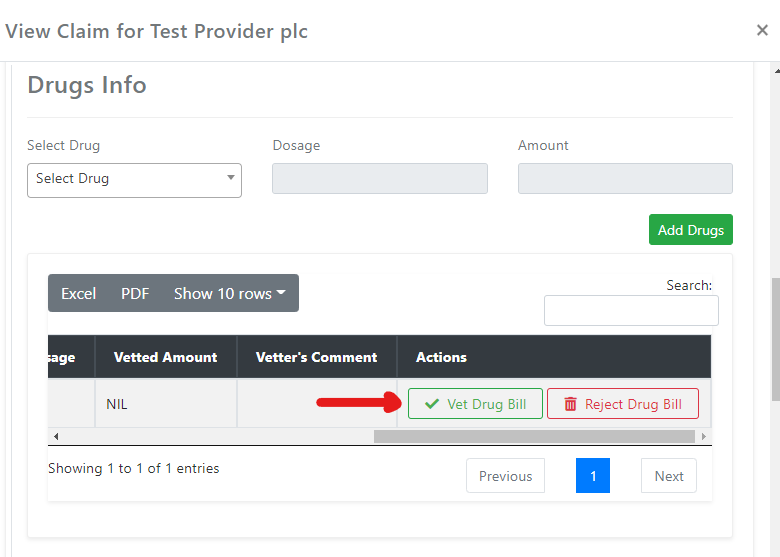 View Claim for Test Provider plc ×
Drugs Info
Select Drug Dosage Amount
Select Drug
Add Drugs
Excel PDF Show 10 rows
Search:
sage Vetted Amount Vetter's Comment Actions
NIL Vet Drug Bill Reject Drug Bill
Showing 1 to 1 of 1 entries
Previous 1 Next